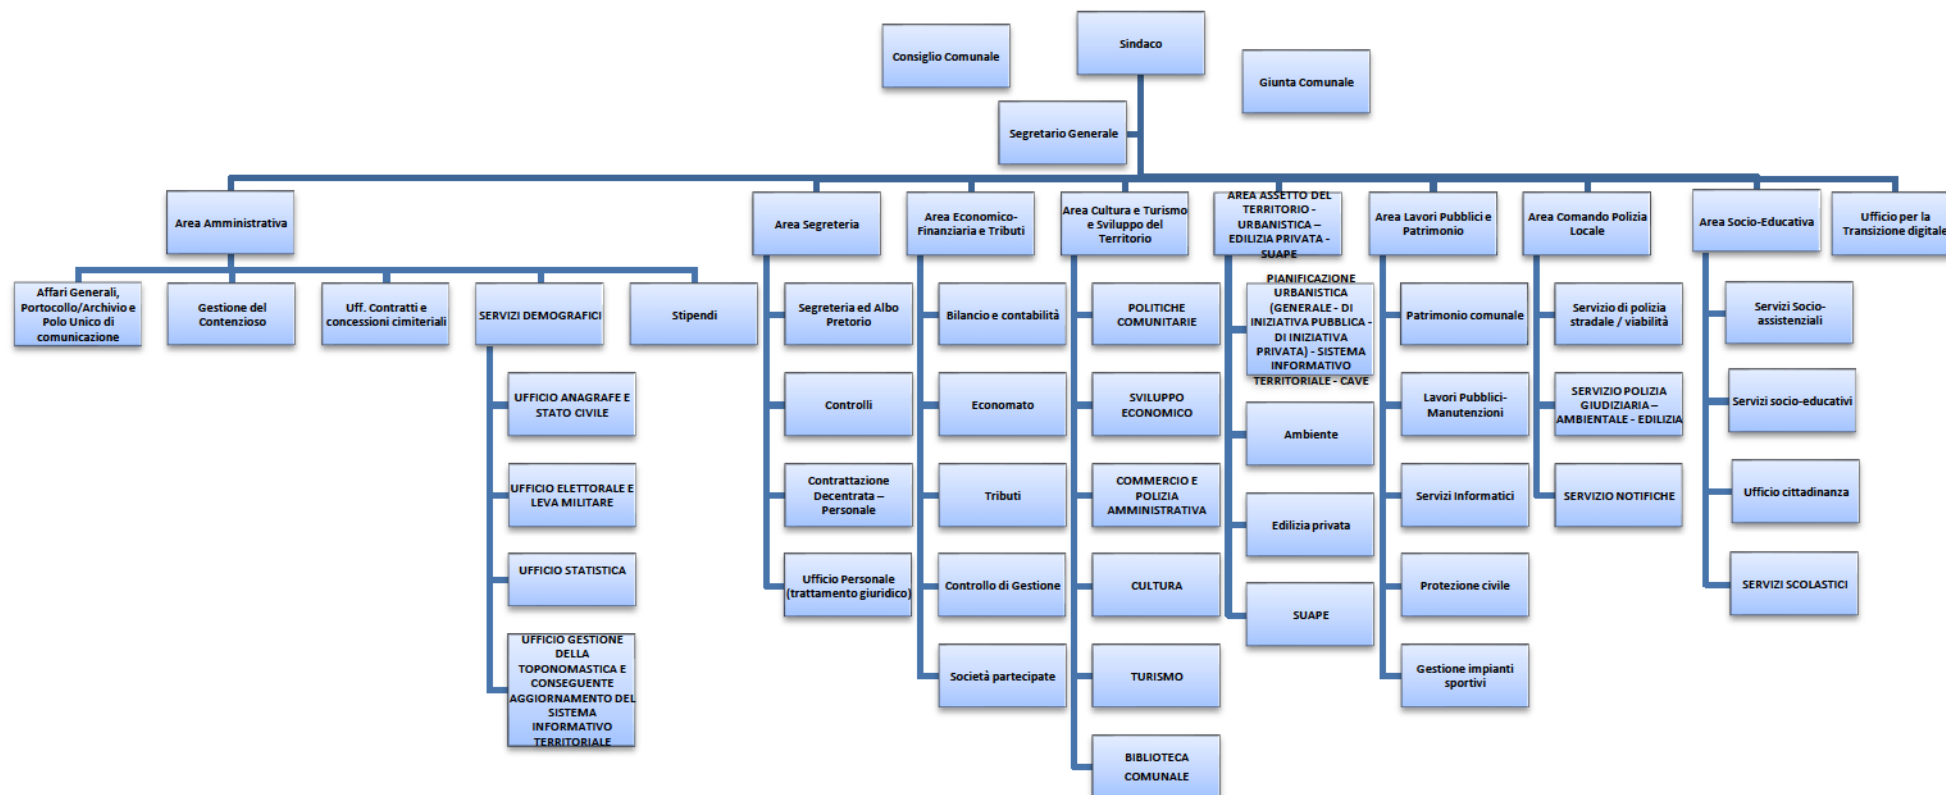 Consiglio Comunale
Sindaco
Giunta Comunale
Segretario Generale
Area Amministrativa
Affari Generali,
Portocollo/Archivio e
Polo Unico di
comunicazione
Gestione del
Contenzioso
Uff. Contratti e
concessioni cimiteriali
SERVIZI DEMOGRAFICI
UFFICIO ANAGRAFE E
STATO CIVILE
UFFICIO ELETTORALE E
LEVA MILITARE
UFFICIO STATISTICA
UFFICIO GESTIONE
DELLA
TOPONOMASTICA E
CONSEGUENTE
AGGIORNAMENTO DEL
SISTEMA
INFORMATIVO
TERRITORIALE
Stipendi
Area Segreteria
Segreteria ed Albo
Pretorio
Controlli
Contrattazione
Decentrata –
Personale
Ufficio Personale
(trattamento giuridico)
Area Economico-
Finanziaria e Tributi
Bilancio e contabilità
Economato
Tributi
Controllo di Gestione
Società partecipate
Area Cultura e Turismo
e Sviluppo del
Territorio
POLITICHE
COMUNITARIE
SVILUPPO
ECONOMICO
COMMERCIO E
POLIZIA
AMMINISTRATIVA
CULTURA
TURISMO
BIBLIOTECA
COMUNALE
AREA ASSETTO DEL
TERRITORIO -
URBANISTICA –
EDILIZIA PRIVATA -
SUAPE
PIANIFICAZIONE
URBANISTICA
(GENERALE - DI
INIZIATIVA PUBBLICA -
DI INIZIATIVA
PRIVATA) - SISTEMA
INFORMATIVO
TERRITORIALE - CAVE
Ambiente
Edilizia privata
SUAPE
Area Lavori Pubblici e
Patrimonio
Patrimonio comunale
Lavori Pubblici-
Manutenzioni
Servizi Informatici
Protezione civile
Gestione impianti
sportivi
Area Comando Polizia
Locale
Servizio di polizia
stradale / viabilità
SERVIZIO POLIZIA
GIUDIZIARIA –
AMBIENTALE - EDILIZIA
SERVIZIO NOTIFICHE
Area Socio-Educativa
Servizi Socio-
assistenziali
Servizi socio-educativi
Ufficio cittadinanza
SERVIZI SCOLASTICI
Ufficio per la
Transizione digitale